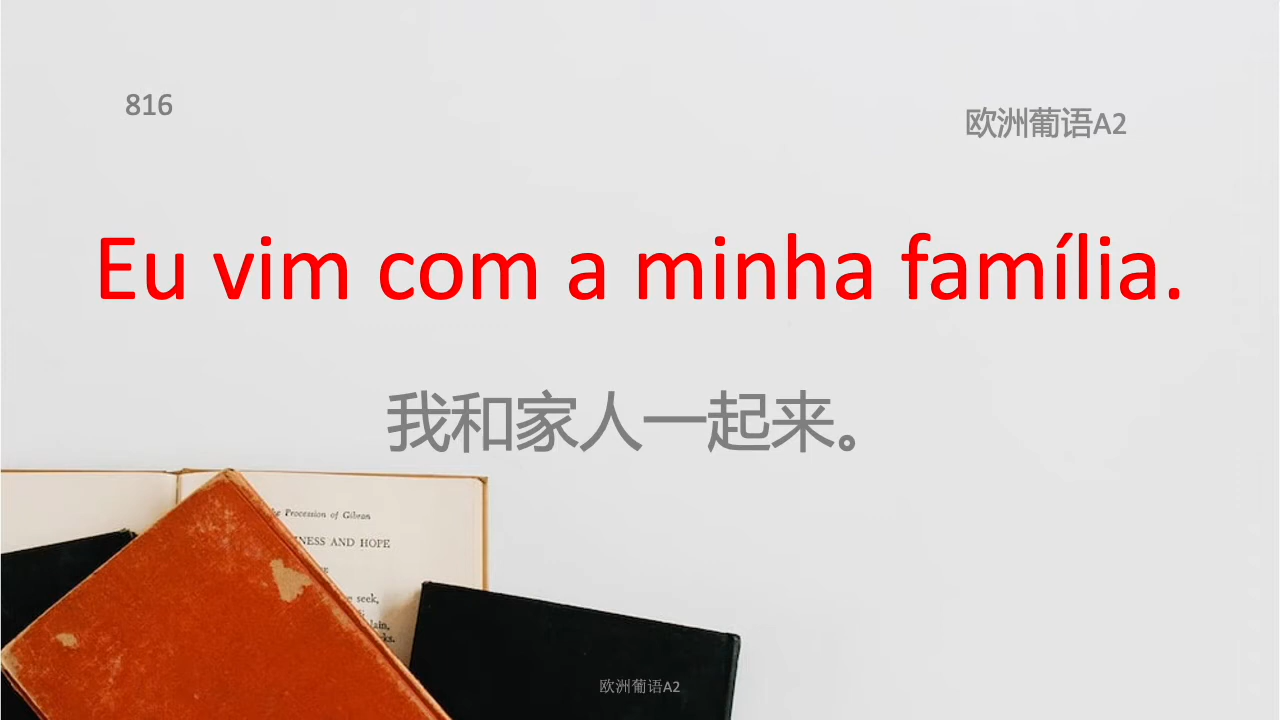 816
欧洲葡语A2
Eu vim com a minha família.
我和家人一起来。
Procession of Gibran
NESS AND HOPE
seek,
欧洲葡语A2